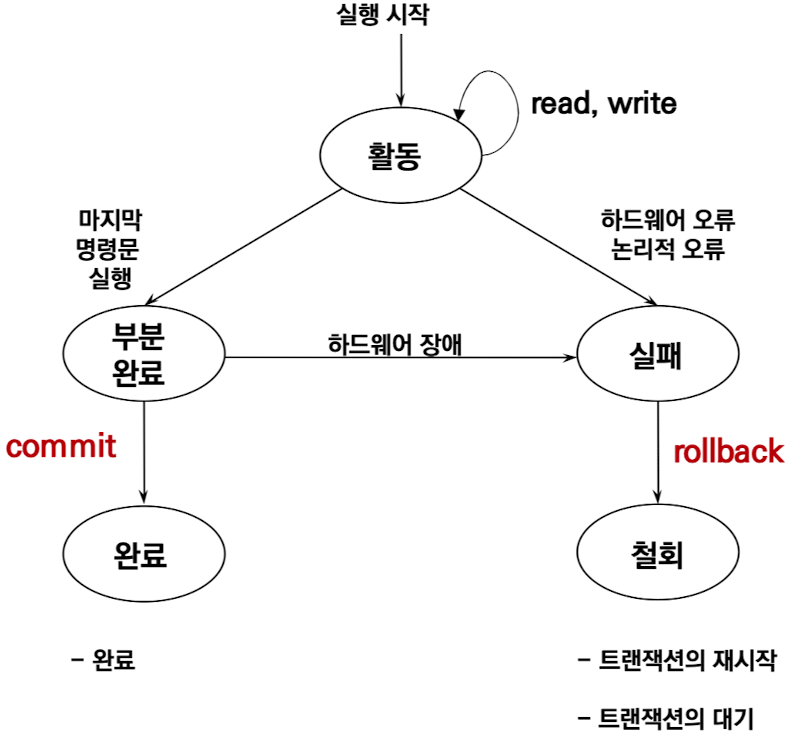 실행 시작
read, write
활동
마지막
명령문
실행
하드웨어 오류
논리적 오류
부분
완료
하드웨어 장애
실패
commit
rollback
완료
철회
- 완료
- 트랜잭션의 재시작
- 트랜잭션의 대기